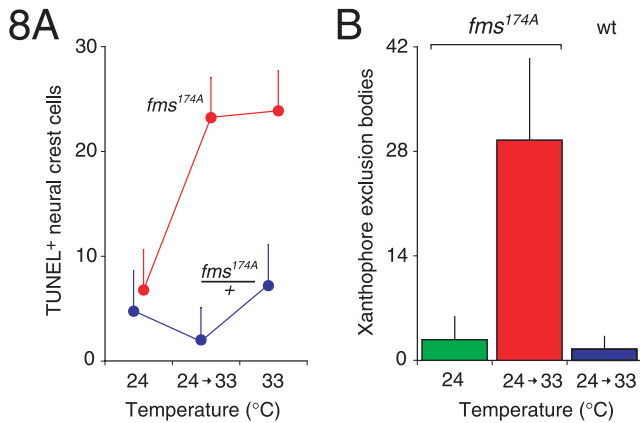 8A
30
20
10
0
TUNEL+ neural crest cells
fms174A
fms174A
+
24
24→33
33
Temperature (°C)
B
fms174A
wt
42
28
14
0
Xanthophore exclusion bodies
24
24→33
24→33
Temperature (°C)